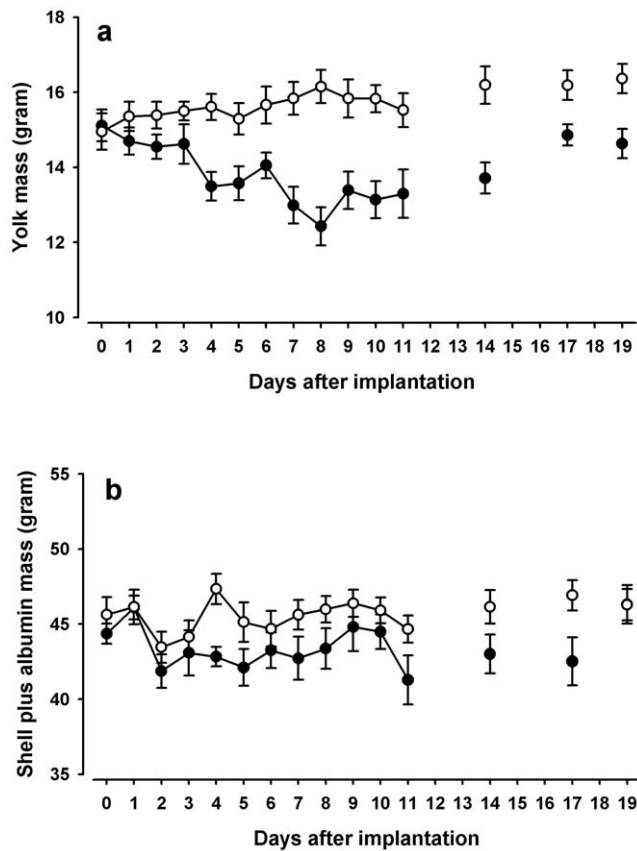 a
18
16
14
12
10
Yolk mass (gram)
0 1 2 3 4 5 6 7 8 9 10 11 12 13 14 15 16 17 18 19
Days after implantation
b
55
50
45
40
35
Shell plus albumin mass (gram)
0 1 2 3 4 5 6 7 8 9 10 11 12 13 14 15 16 17 18 19
Days after implantation